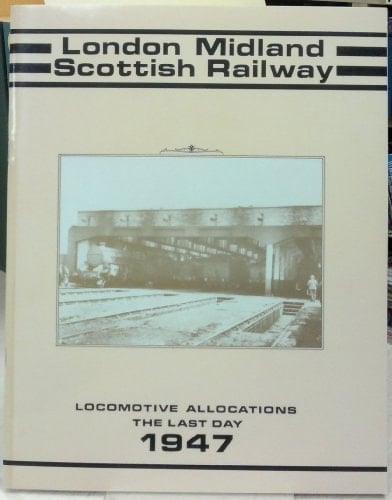 London Midland
Scottish Railway
LOCOMOTIVE ALLOCATIONS
THE LAST DAY
1947